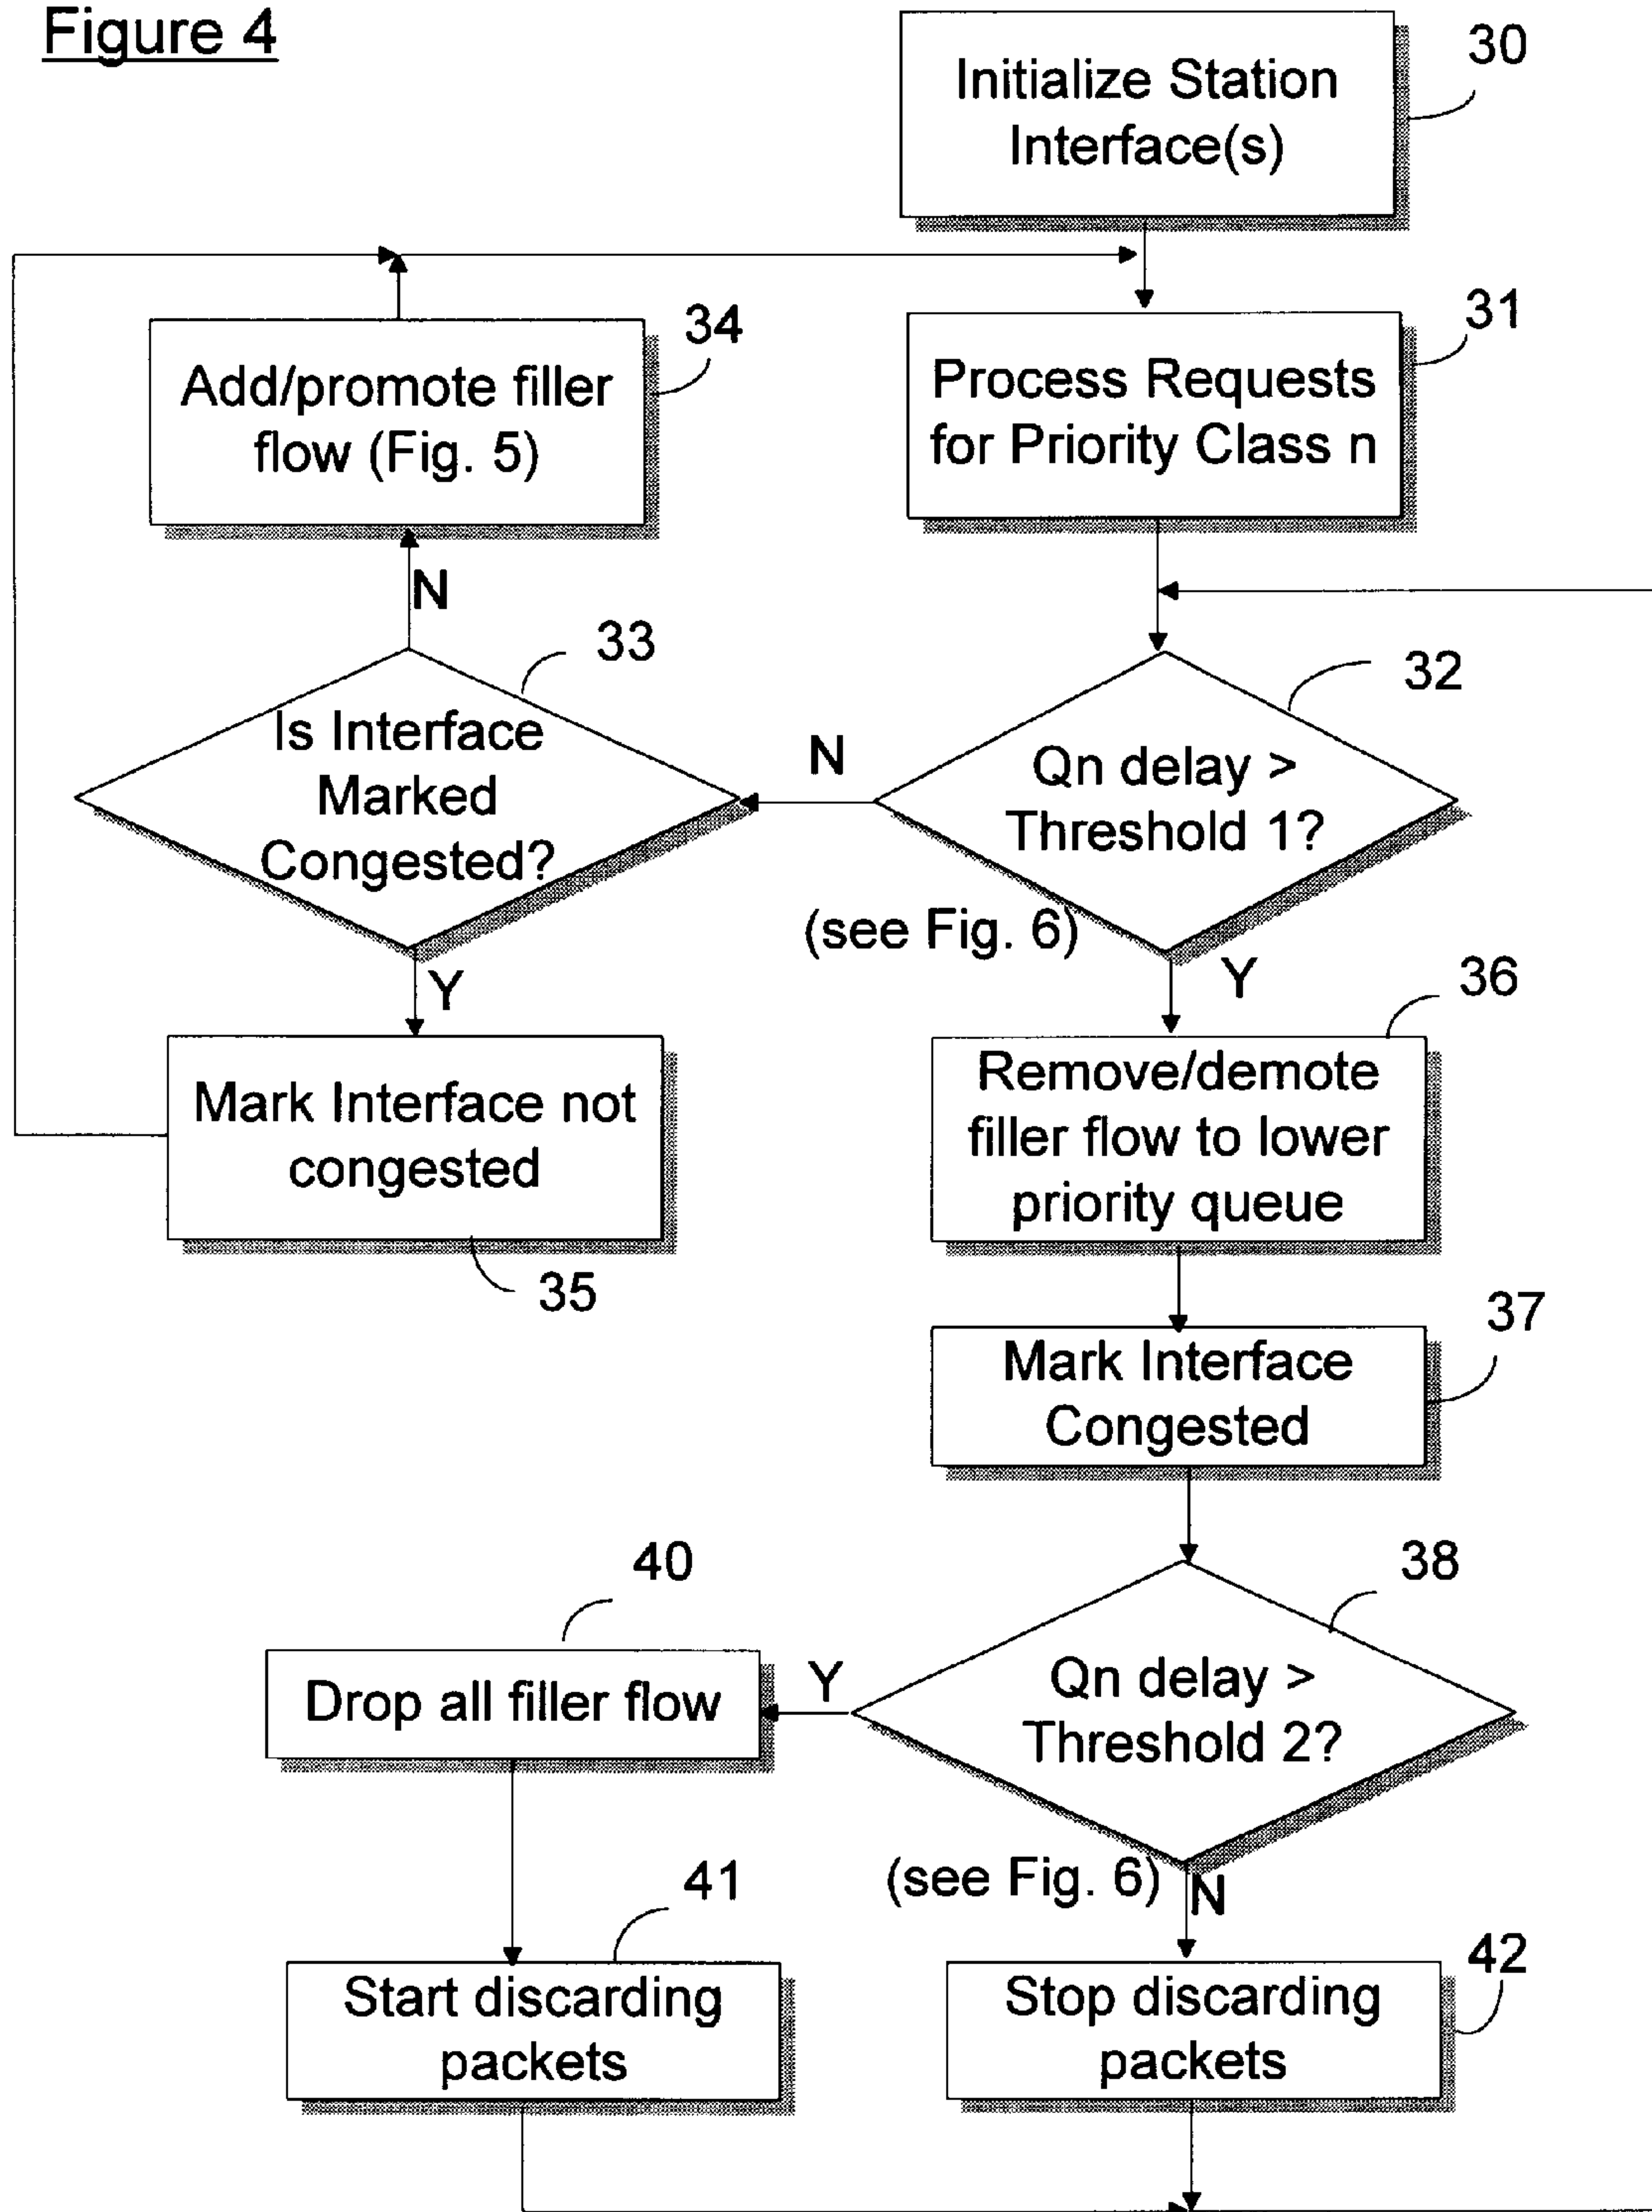 Figure 4
Initialize Station
Interface(s)
30
34
Add/promote filler
flow (Fig. 5)
31
Process Requests
for Priority Class n
N
33
Is Interface
Marked
Congested?
N
32
Qn delay >
Threshold 1?
(see Fig. 6)
Y
Y
Mark Interface not
congested
35
36
Remove/demote
filler flow to lower
priority queue
37
Mark Interface
Congested
40
Drop all filler flow
Y
38
Qn delay >
Threshold 2?
(see Fig. 6)
N
41
Start discarding
packets
42
Stop discarding
packets